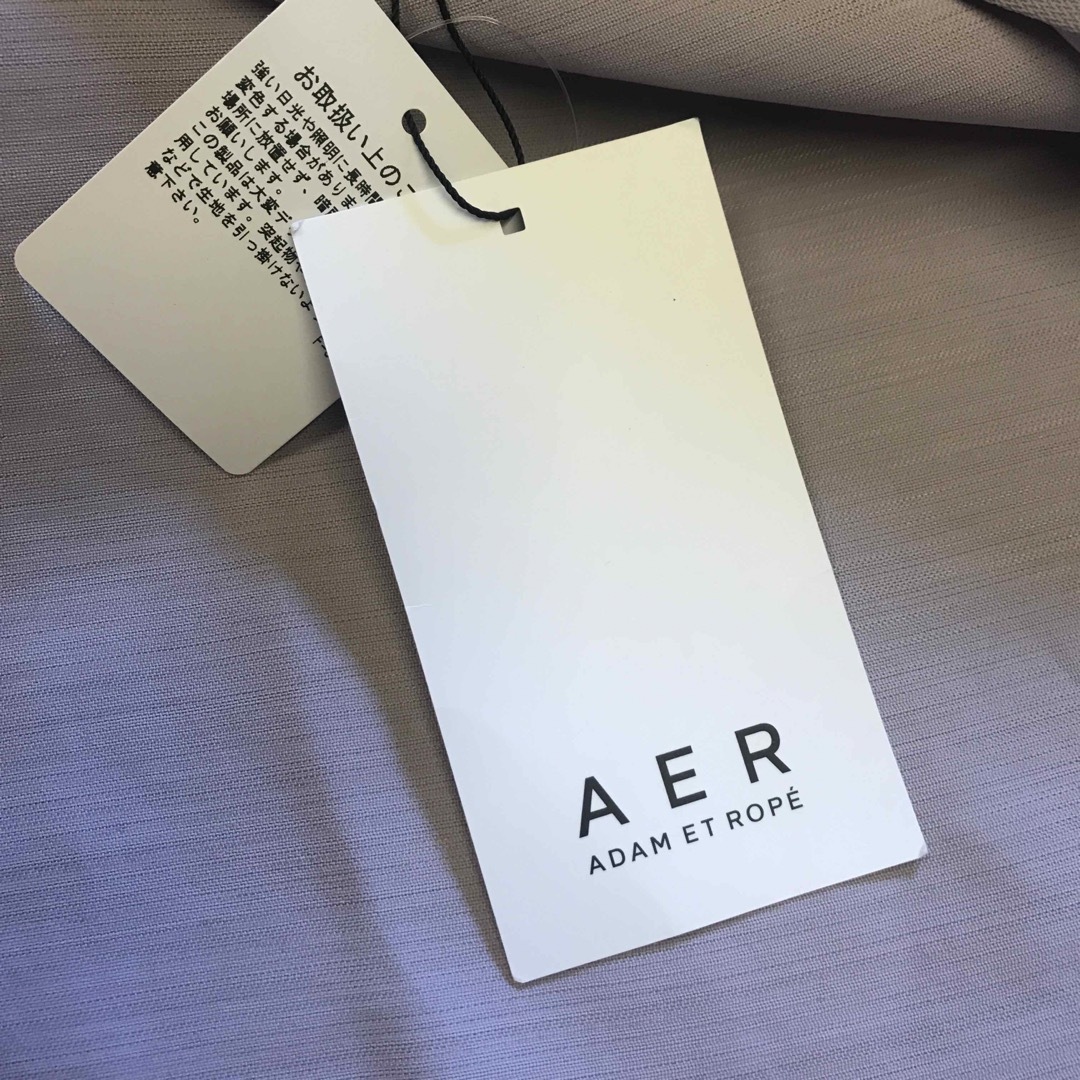 お取扱い上の
強い日光や照明に長時間
変色する場合がありま
場所に放置せず、暗
お願いします。
この製品は大変デ
用しています。突起物や
などで生地を引っ掛けないよ
意下さい。
A E R
ADAM ET ROPÉ